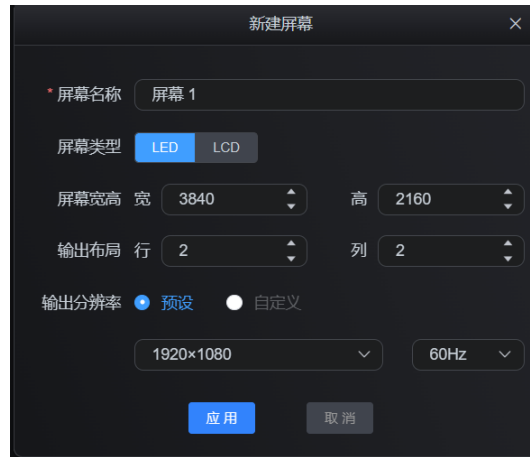 新建屏幕
* 屏幕名称 屏幕 1
屏幕类型 LED LCD
屏幕宽高 宽 3840 高 2160
输出布局 行 2 列 2
输出分辨率 预设 自定义
1920×1080 60Hz
应用 取消